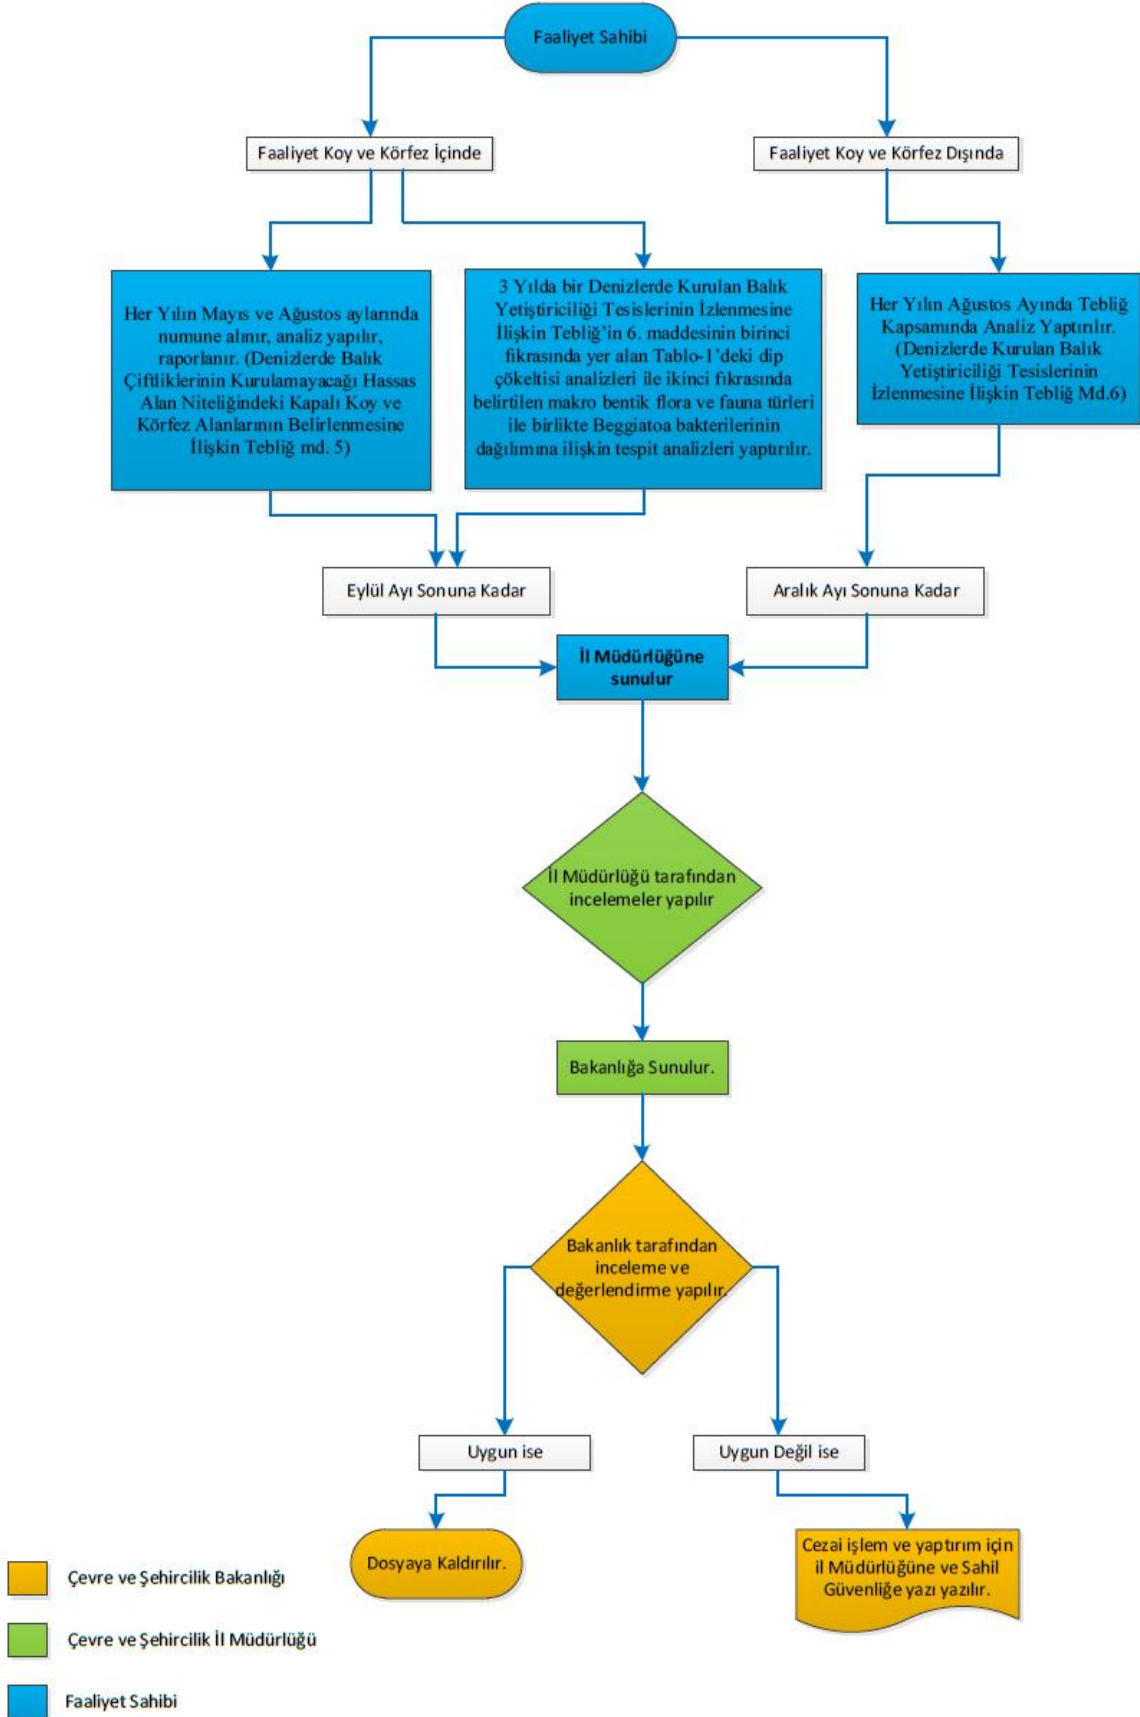 Faaliyet Sahibi
Faaliyet Koy ve Körfez İçinde
Faaliyet Koy ve Körfez Dışında
Her Yılın Mayıs ve Ağustos aylarında
numune alınır, analiz yapılır,
raporlanır. (Denizlerde Balık
Çiftliklerinin Kurulamayacağı Hassas
Alan Niteliğindeki Kapalı Koy ve
Körfez Alanlarının Belirlenmesine
İlişkin Tebliğ md. 5)
3 Yılda bir Denizlerde Kurulan Balık
Yetiştiriciliği Tesislerinin İzlenmesine
İlişkin Tebliğ’in 6. maddesinin birinci
fıkrasında yer alan Tablo-1’deki dip
çökeltisi analizleri ile ikinci fıkrasında
belirtilen makro bentik flora ve fauna türleri
ile birlikte Beggiatoa bakterilerinin
dağılımına ilişkin tespit analizleri yaptırılır.
Her Yılın Ağustos Ayında Tebliğ
Kapsamında Analiz Yaptırılır.
(Denizlerde Kurulan Balık
Yetiştiriciliği Tesislerinin
İzlenmesine İlişkin Tebliğ Md.6)
Eylül Ayı Sonuna Kadar
Aralık Ayı Sonuna Kadar
İl Müdürlüğüne
sunulur
İl Müdürlüğü tarafından
incelemeler yapılır
Bakanlığa Sunulur.
Bakanlık tarafından
inceleme ve
değerlendirme yapılır.
Uygun ise
Uygun Değil ise
Dosyaya Kaldırılır.
Cezai işlem ve yaptırım için
il Müdürlüğüne ve Sahil
Güvenliğe yazı yazılır.
Çevre ve Şehircilik Bakanlığı
Çevre ve Şehircilik İl Müdürlüğü
Faaliyet Sahibi